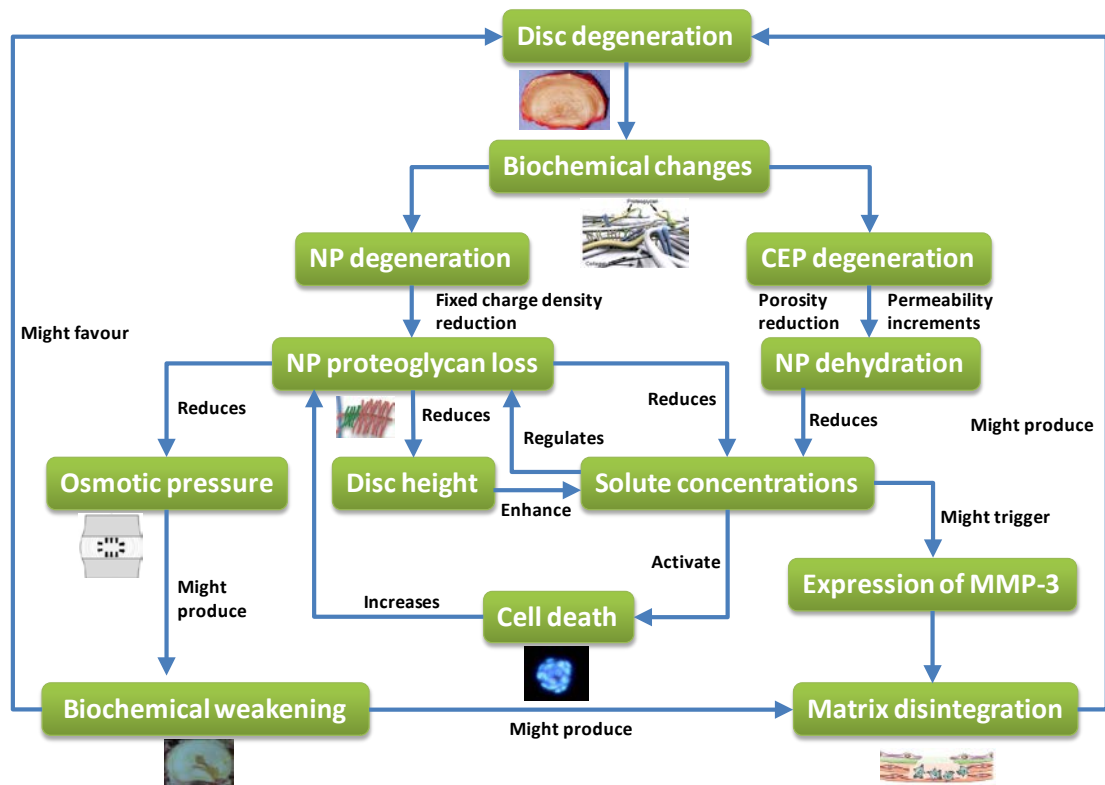 Disc degeneration
Biochemical changes
Proteoglycan
NP degeneration
CEP degeneration
Fixed charge density
reduction
Porosity
reduction
Permeability
increments
Might favour
NP proteoglycan loss
NP dehydration
Reduces
Reduces
Reduces
Reduces
Regulates
Might produce
Osmotic pressure
Disc height
Solute concentrations
Enhance
Might trigger
Might
produce
Activate
Expression of MMP-3
Increases
Cell death
Biochemical weakening
Might produce
Matrix disintegration